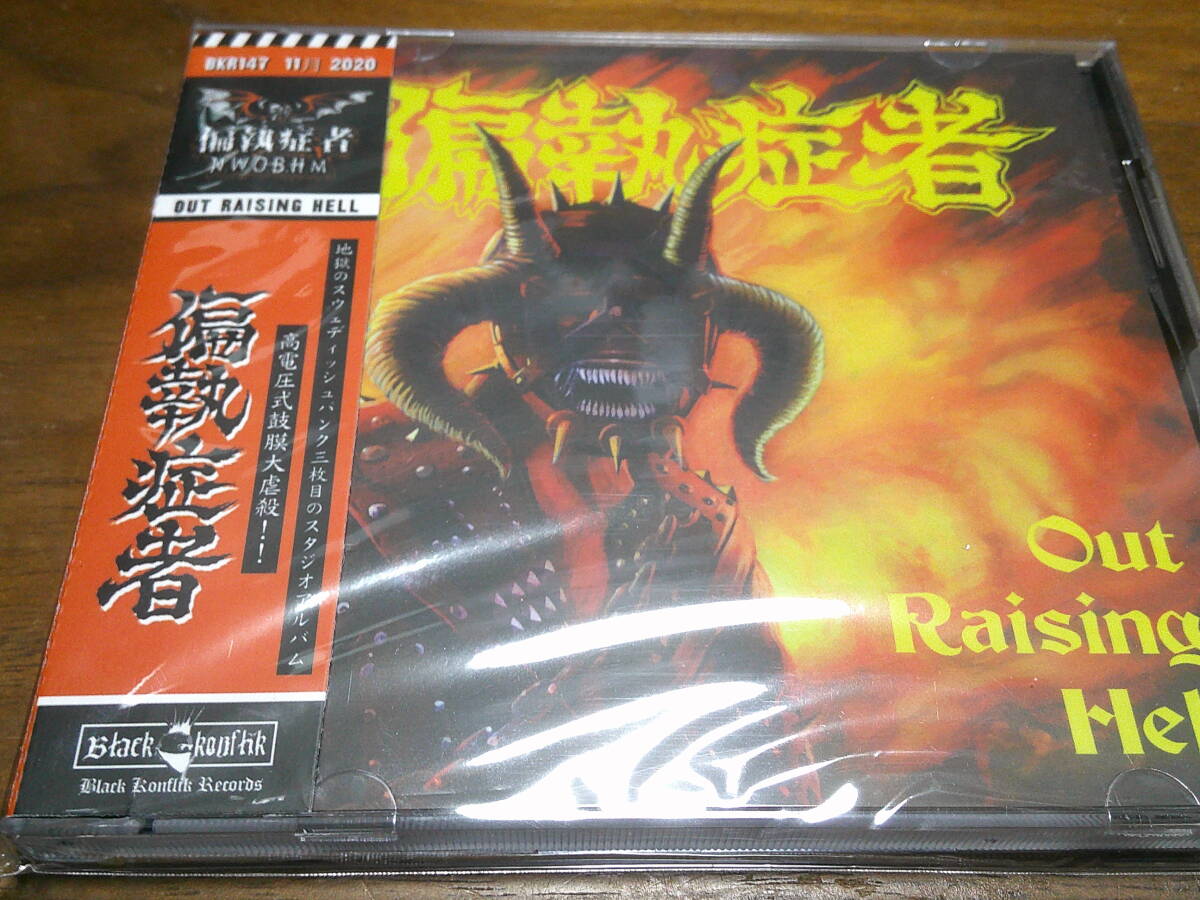 BKR147 11月 2020
偏執症者
N.W.O.B.H.M
OUT RAISING HELL
地獄のスウェディッシュパンク三枚目のスタジオアルバム
高電圧式鼓膜大虐殺!!
偏執症者
Black konflik
Black Konflik Records
偏執症者
Out
Raising
Hel